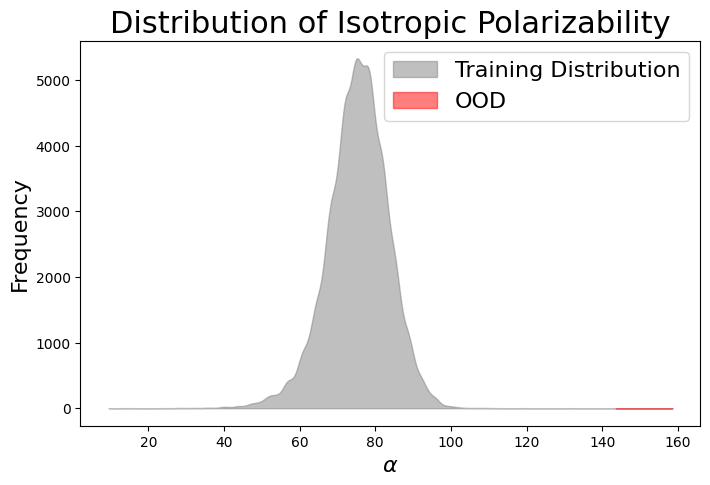 Distribution of Isotropic Polarizability
Training Distribution
OOD
Frequency
5000
4000
3000
2000
1000
0
20 40 60 80 100 120 140 160
α